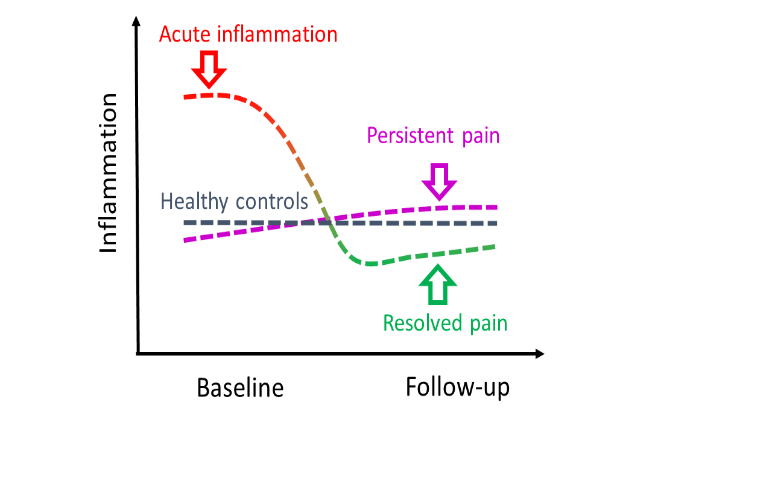 Acute inflammation
Persistent pain
Healthy controls
Inflammation
Resolved pain
Baseline
Follow-up